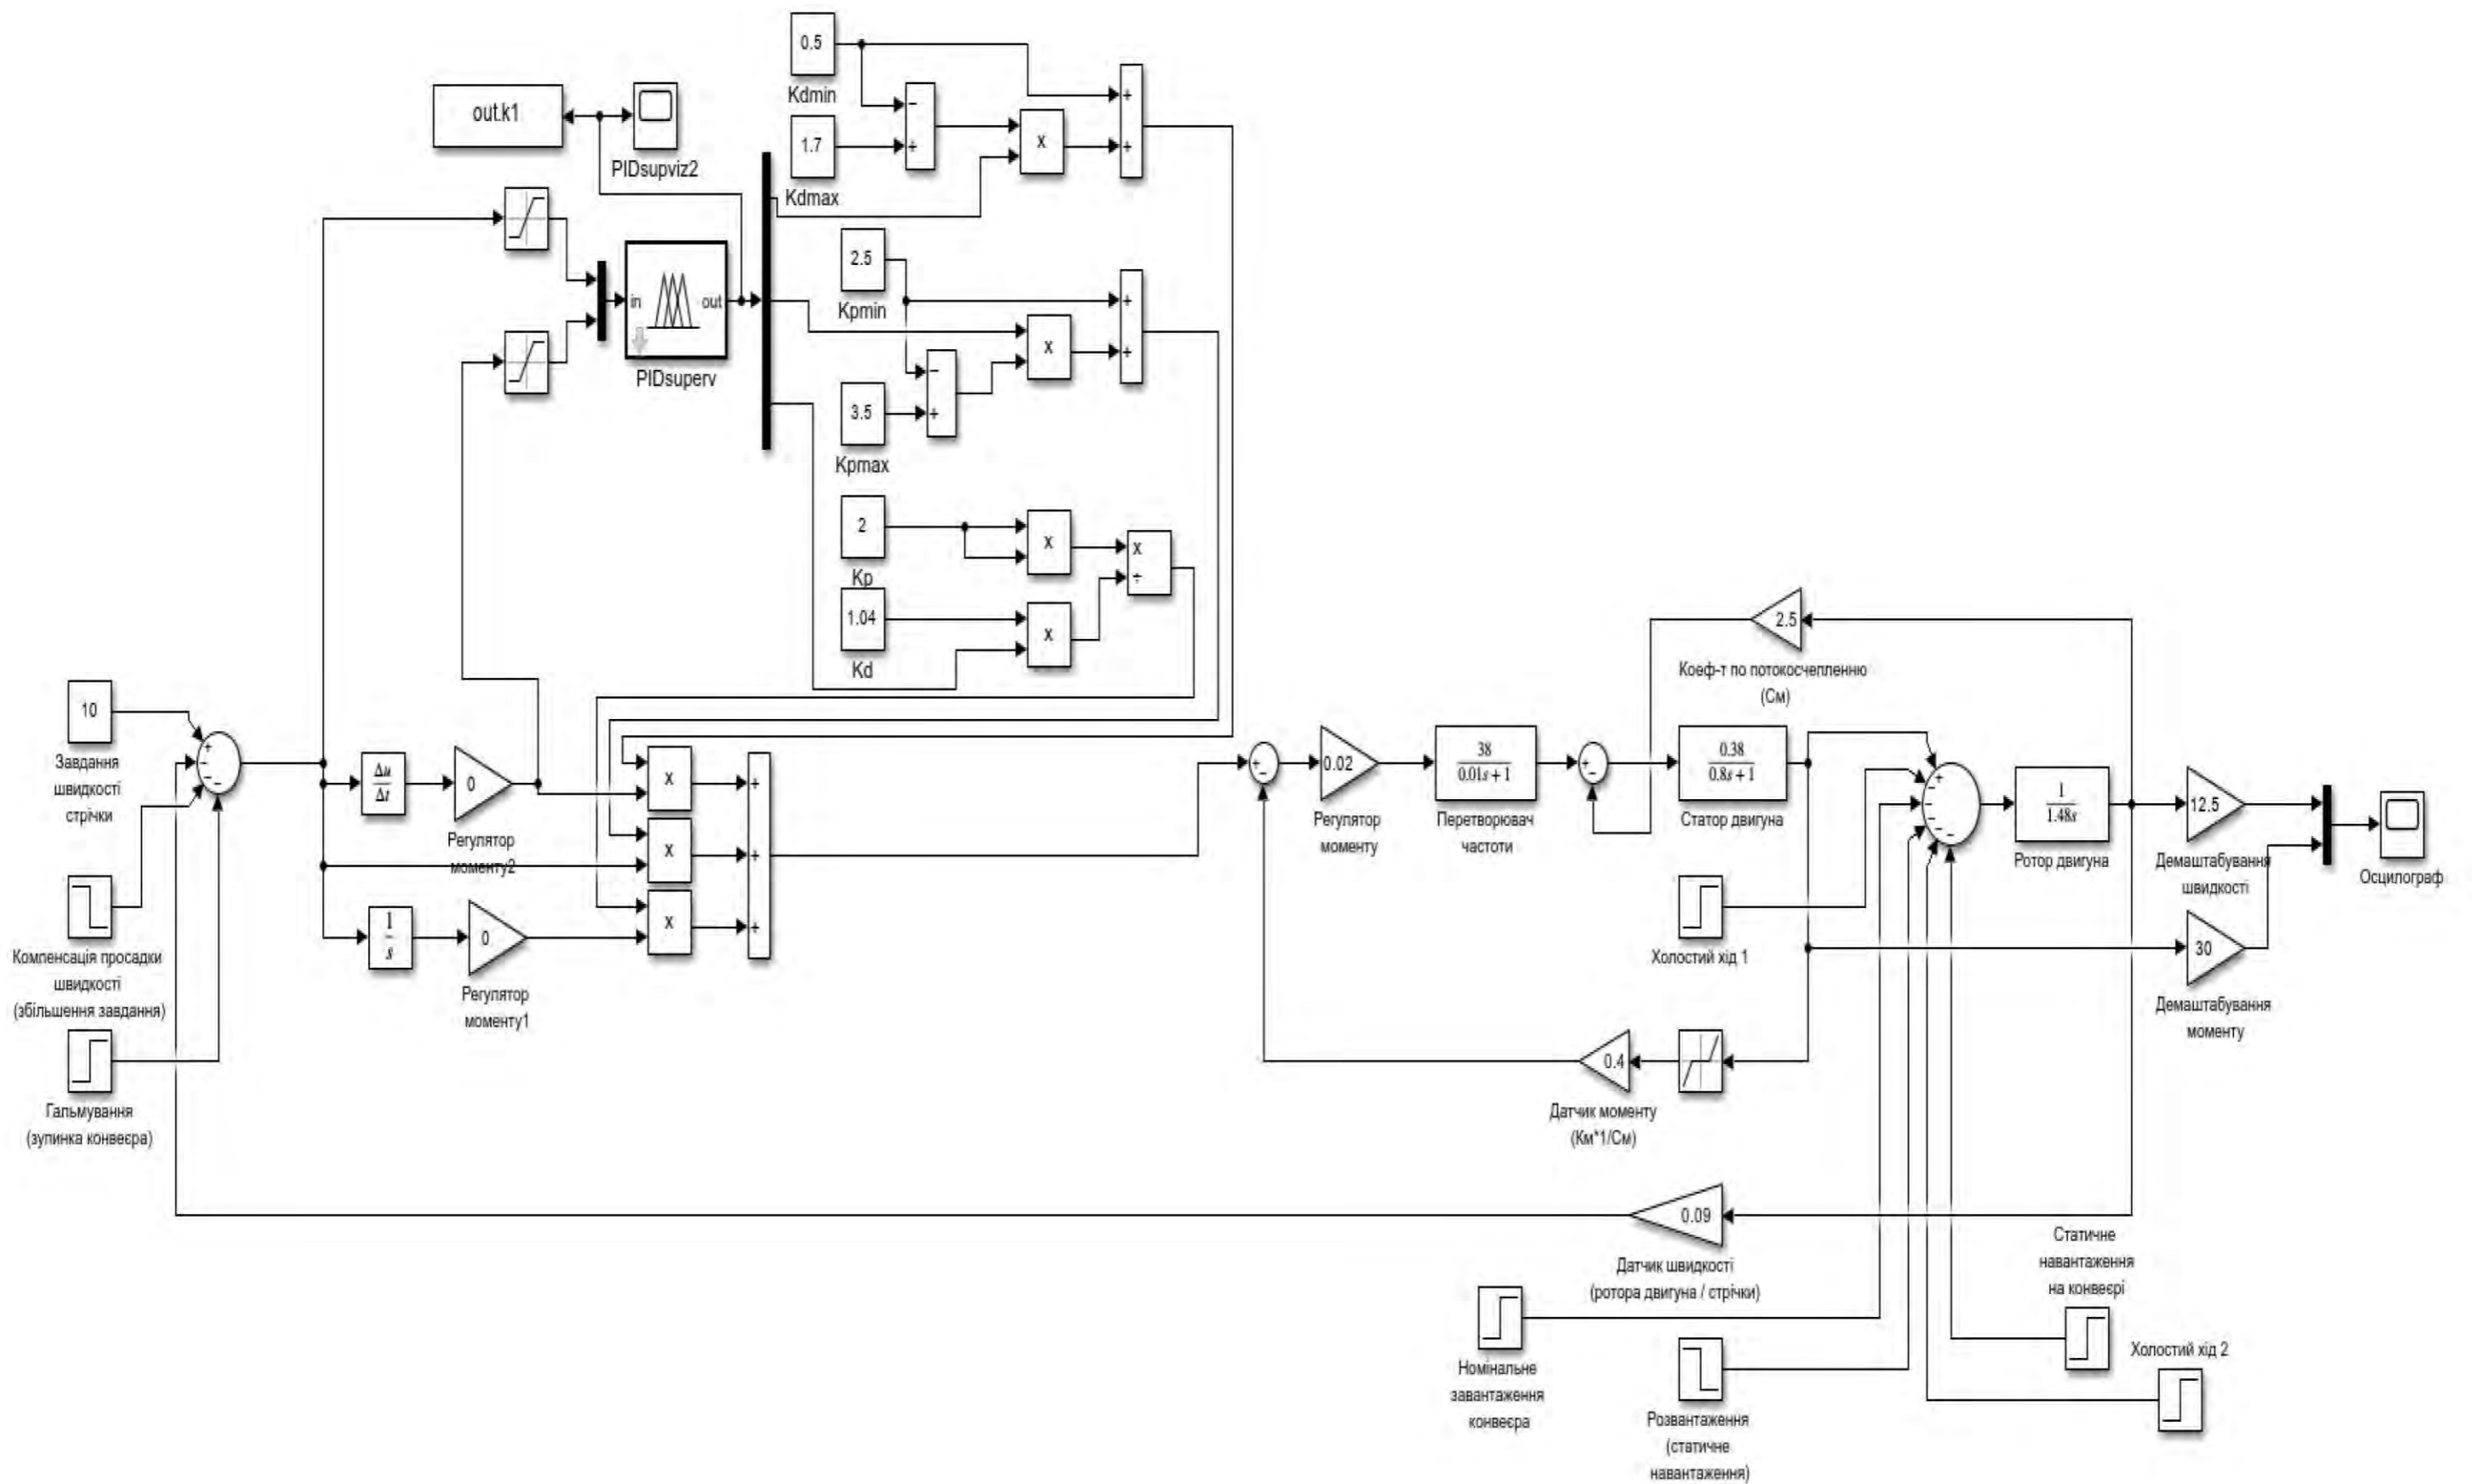 0.5
Kdmin
out.k1
PIDsupviz2
1.7
Kdmax
−
+
x
+
+
2.5
Kpmin
in
out
PIDsuperv
3.5
Kpmax
−
+
x
+
+
2
Kp
x
x
÷
1.04
Kd
x
10
Завдання
швидкості
стрічки
+
−
−
−
Δu
Δt
0
Регулятор
моменту2
x
x
x
+
+
+
1
s
0
Регулятор
моменту1
Компенсація просадки
швидкості
(збільшення завдання)
Гальмування
(зупинка конвеєра)
+
−
0.02
Регулятор
моменту
38
0.01s + 1
Перетворювач
частоти
+
−
2.5
Коеф-т по потокосчепленню
(См)
0.38
0.8s + 1
Статор двигуна
+
−
−
−
−
−
1
1.48s
Ротор двигуна
12.5
Демаштабування
швидкості
Осцилограф
Холостий хід 1
30
Демаштабування
моменту
0.4
Датчик моменту
(Км*1/См)
0.09
Датчик швидкості
(ротора двигуна / стрічки)
Статичне
навантаження
на конвеєрі
Номінальне
завантаження
конвеєра
Розвантаження
(статичне
навантаження)
Холостий хід 2